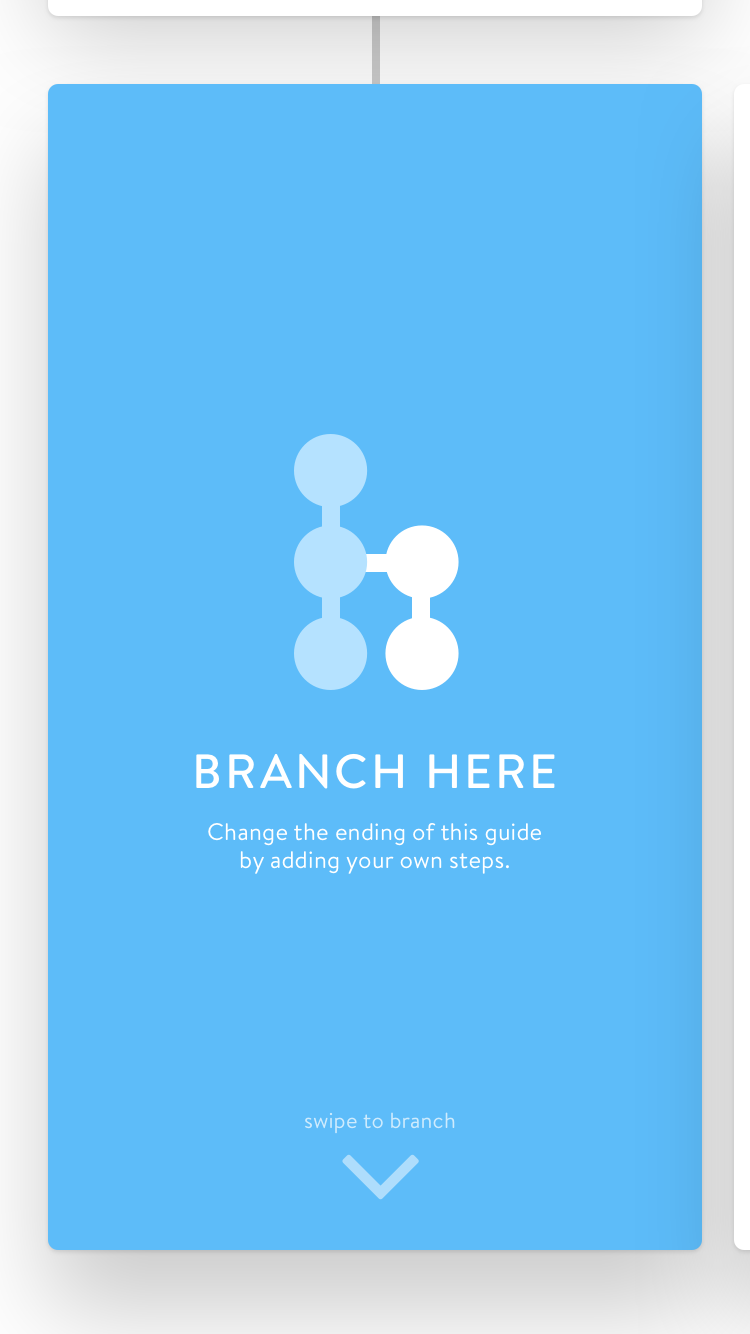 BRANCH HERE
Change the ending of this guide
by adding your own steps.
swipe to branch